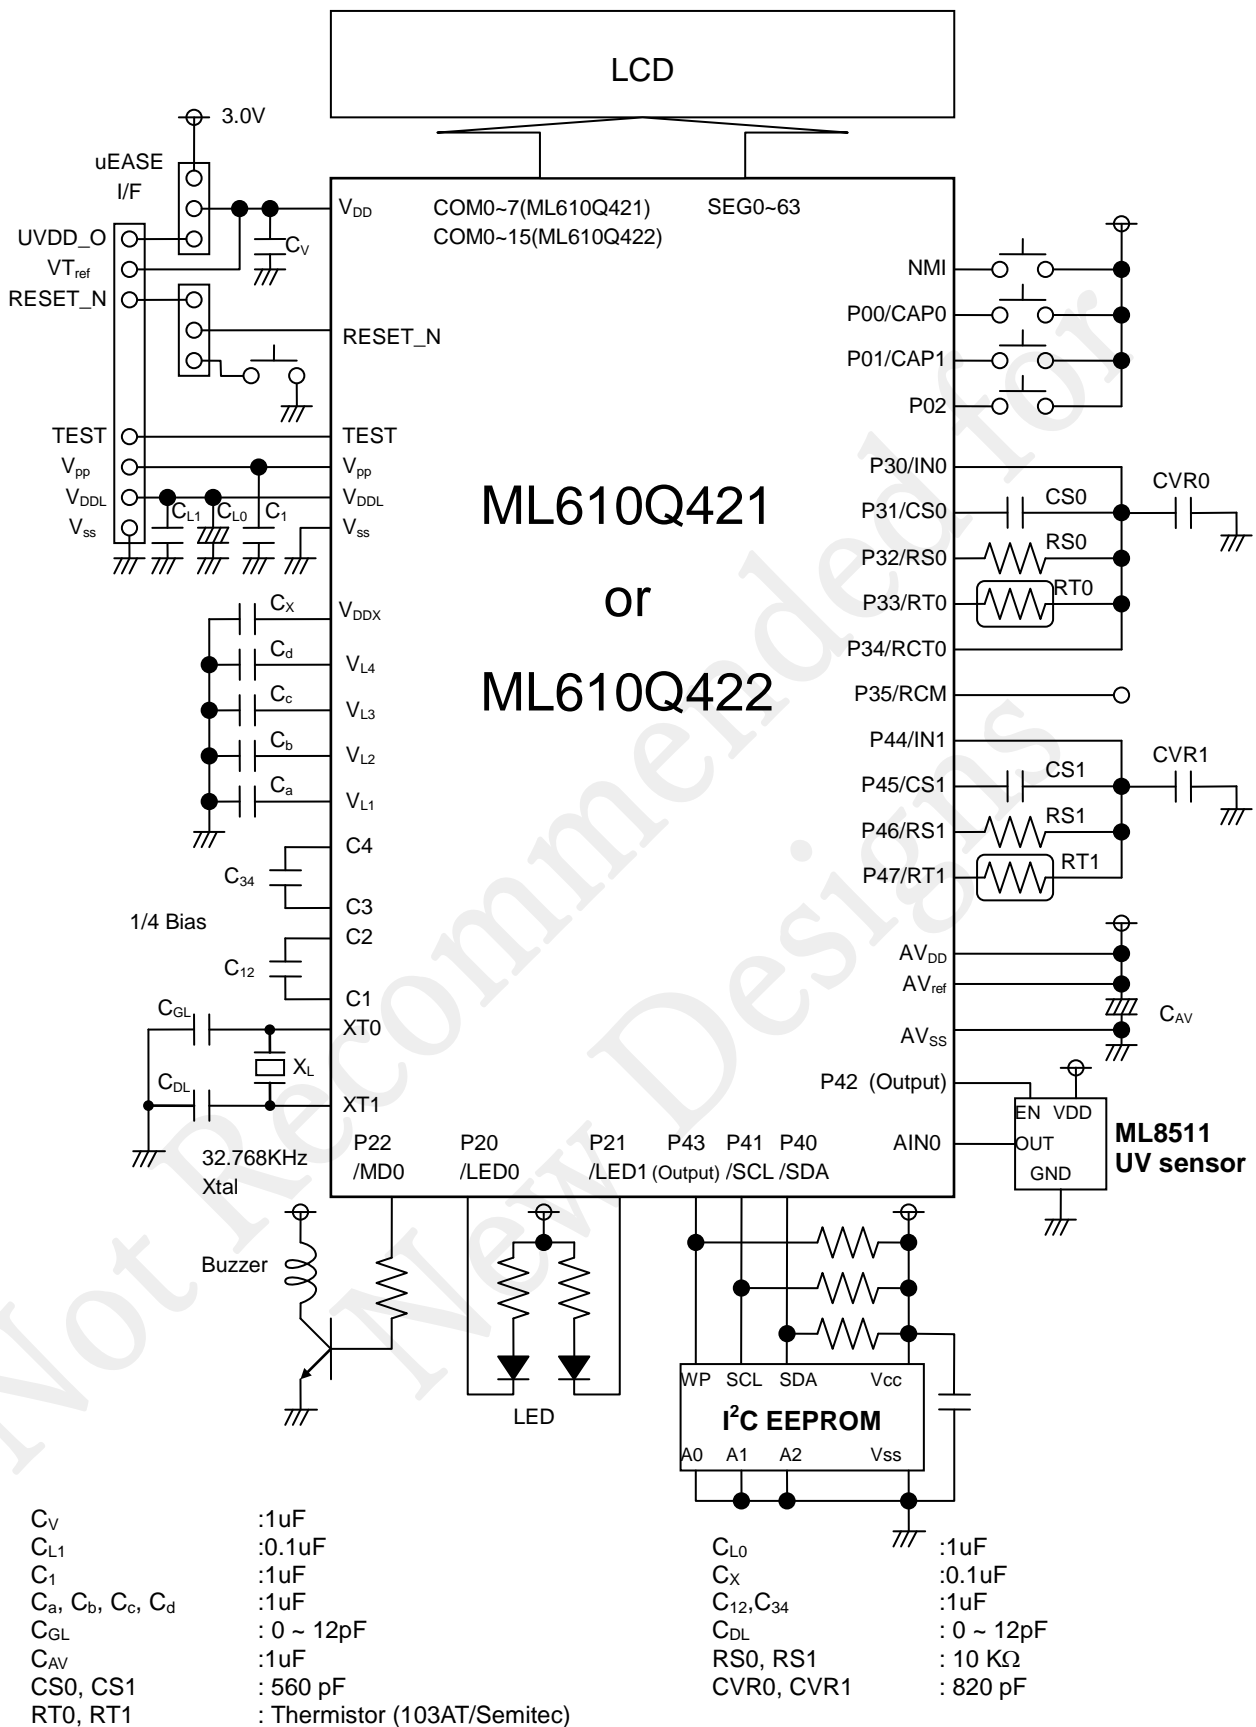 LCD
3.0V
uEASE
I/F
UVDD_O
VTref
RESET_N
TEST
Vpp
VDDL
Vss
CV
CL1
CL0
C1
VDD
COM0~7(ML610Q421)
COM0~15(ML610Q422)
SEG0~63
RESET_N
TEST
Vpp
VDDL
Vss
ML610Q421
or
ML610Q422
NMI
P00/CAP0
P01/CAP1
P02
P30/IN0
P31/CS0
P32/RS0
P33/RT0
P34/RCT0
P35/RCM
P44/IN1
P45/CS1
P46/RS1
P47/RT1
CS0
CVR0
RS0
RT0
CS1
CVR1
RS1
RT1
CX
VDDX
Cd
VL4
Cc
VL3
Cb
VL2
Ca
VL1
C4
C34
C3
1/4 Bias
C2
C12
C1
CGL
XT0
XL
CDL
XT1
32.768KHz
Xtal
AVDD
AVref
AVSS
CAV
P42 (Output)
AIN0
EN VDD
OUT
GND
ML8511
UV sensor
P22
/MD0
P20
/LED0
P21
/LED1
P43
(Output)
P41
/SCL
P40
/SDA
Buzzer
LED
WP SCL SDA Vcc
I²C EEPROM
A0 A1 A2 Vss
CV :1uF
CL1 :0.1uF
C1 :1uF
Ca, Cb, Cc, Cd :1uF
CGL : 0 ~ 12pF
CAV :1uF
CS0, CS1 : 560 pF
RT0, RT1 : Thermistor (103AT/Semitec)
CL0 :1uF
CX :0.1uF
C12,C34 :1uF
CDL : 0 ~ 12pF
RS0, RS1 : 10 KΩ
CVR0, CVR1 : 820 pF
Not Recommended for
New Designs